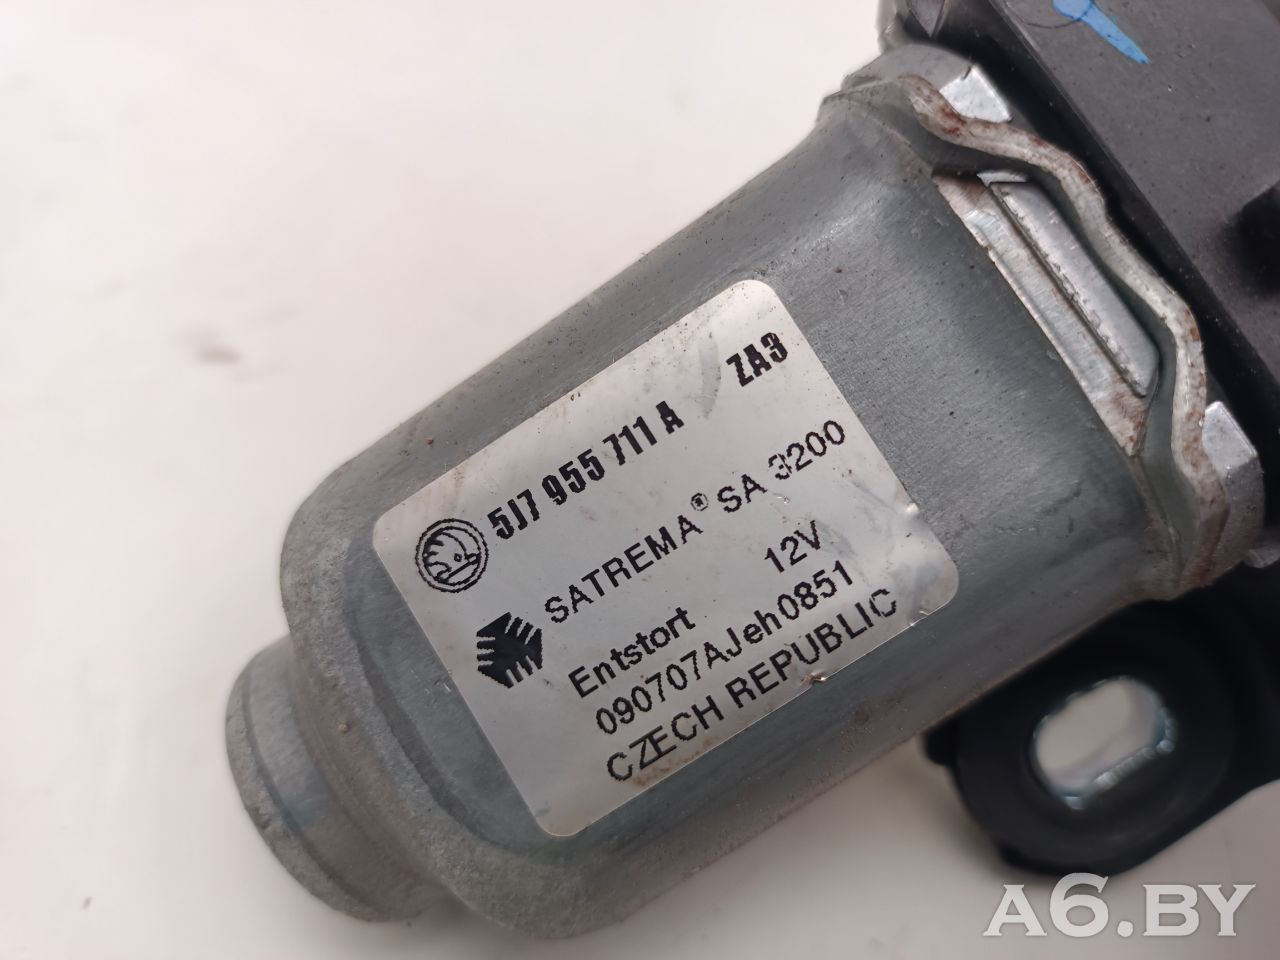 5J7 955 711 A ZA3
SATREMA® SA 3200
Entstort 12V
090707AJeh0851
CZECH REPUBLIC
A6.BY